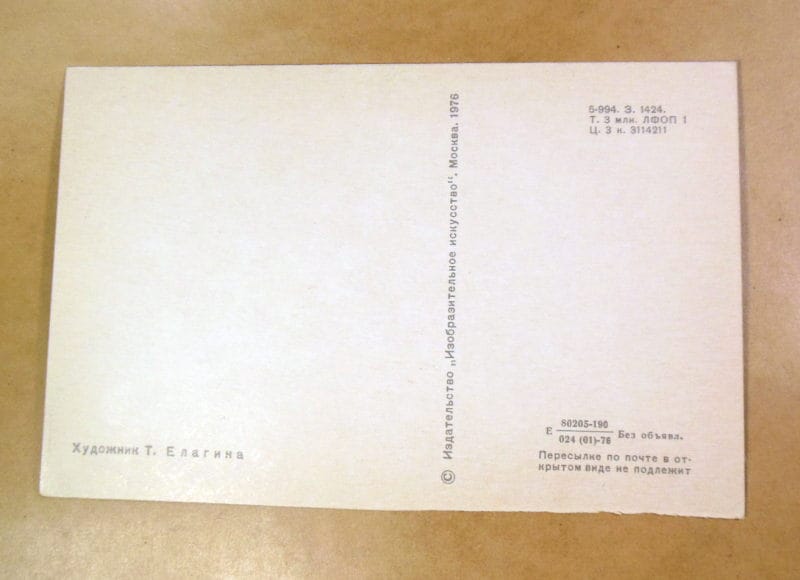 5-994. З. 1424.
Т. 3 млн. ЛФОП 1
Ц. 3 к. 3114211
© Издательство „Изобразительное искусство“. Москва. 1976
Художник Т. Елагина
Е 80205-190
024 (01)-76 Без объявл.
Пересылке по почте в от-
крытом виде не подлежит